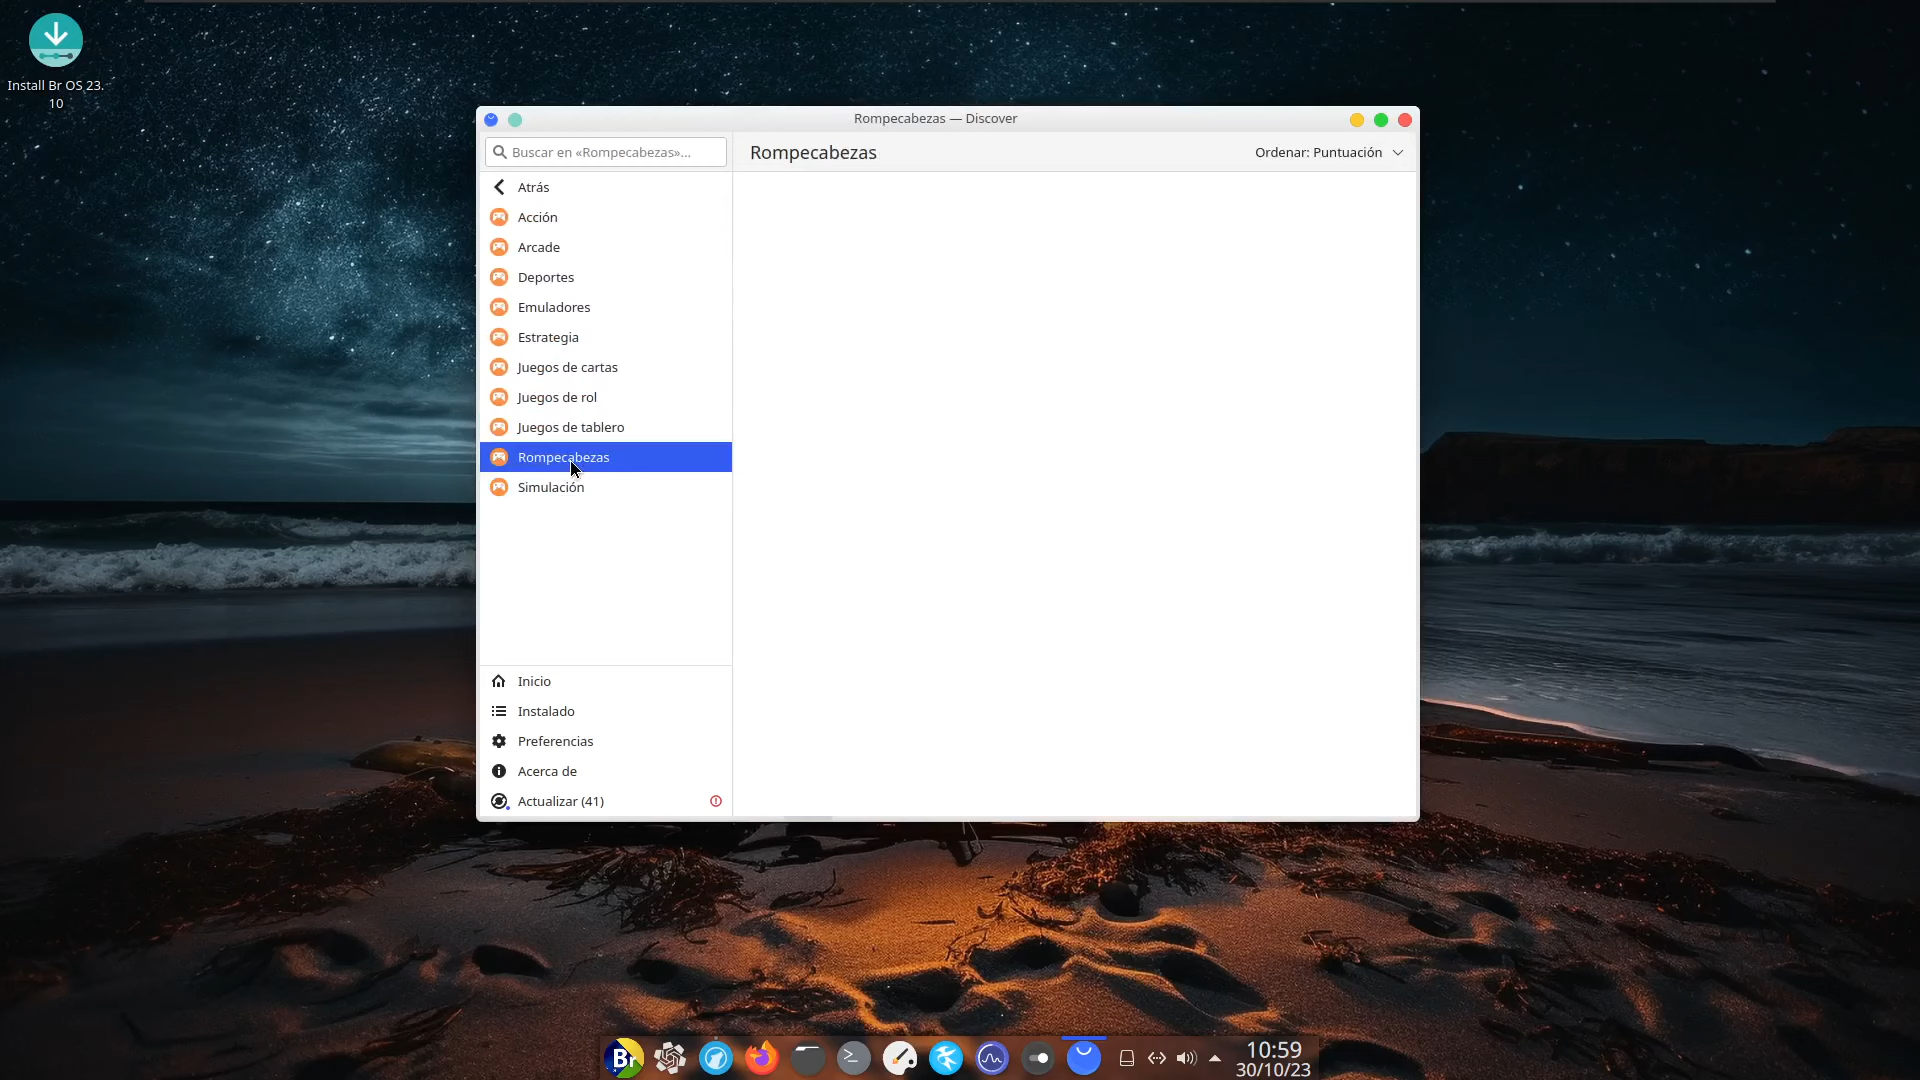 Install Br OS 23.
10
Rompecabezas — Discover
Buscar en «Rompecabezas»...
Rompecabezas
Ordenar: Puntuación
Atrás
Acción
Arcade
Deportes
Emuladores
Estrategia
Juegos de cartas
Juegos de rol
Juegos de tablero
Rompecabezas
Simulación
Inicio
Instalado
Preferencias
Acerca de
Actualizar (41)
Br
10:59
30/10/23